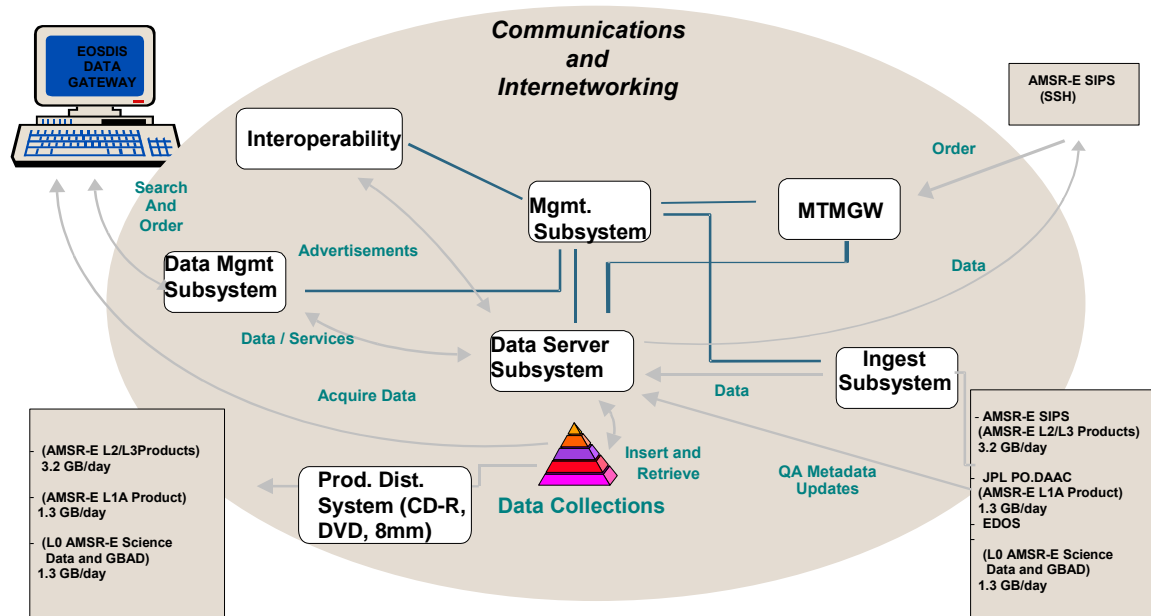 Communications
and
Internetworking
EOSDIS
DATA
GATEWAY
AMSR-E SIPS
(SSH)
Interoperability
Order
Search
And
Order
Mgmt.
Subsystem
MTMGW
Advertisements
Data Mgmt
Subsystem
Data
Data / Services
Data Server
Subsystem
Ingest
Subsystem
Data
Acquire Data
- (AMSR-E L2/L3Products)
3.2 GB/day
- (AMSR-E L1A Product)
1.3 GB/day
- (L0 AMSR-E Science
Data and GBAD)
1.3 GB/day
Prod. Dist.
System (CD-R,
DVD, 8mm)
Insert and
Retrieve
Data Collections
QA Metadata
Updates
- AMSR-E SIPS
(AMSR-E L2/L3 Products)
3.2 GB/day
- JPL PO.DAAC
(AMSR-E L1A Product)
1.3 GB/day
- EDOS
- (L0 AMSR-E Science
Data and GBAD)
1.3 GB/day